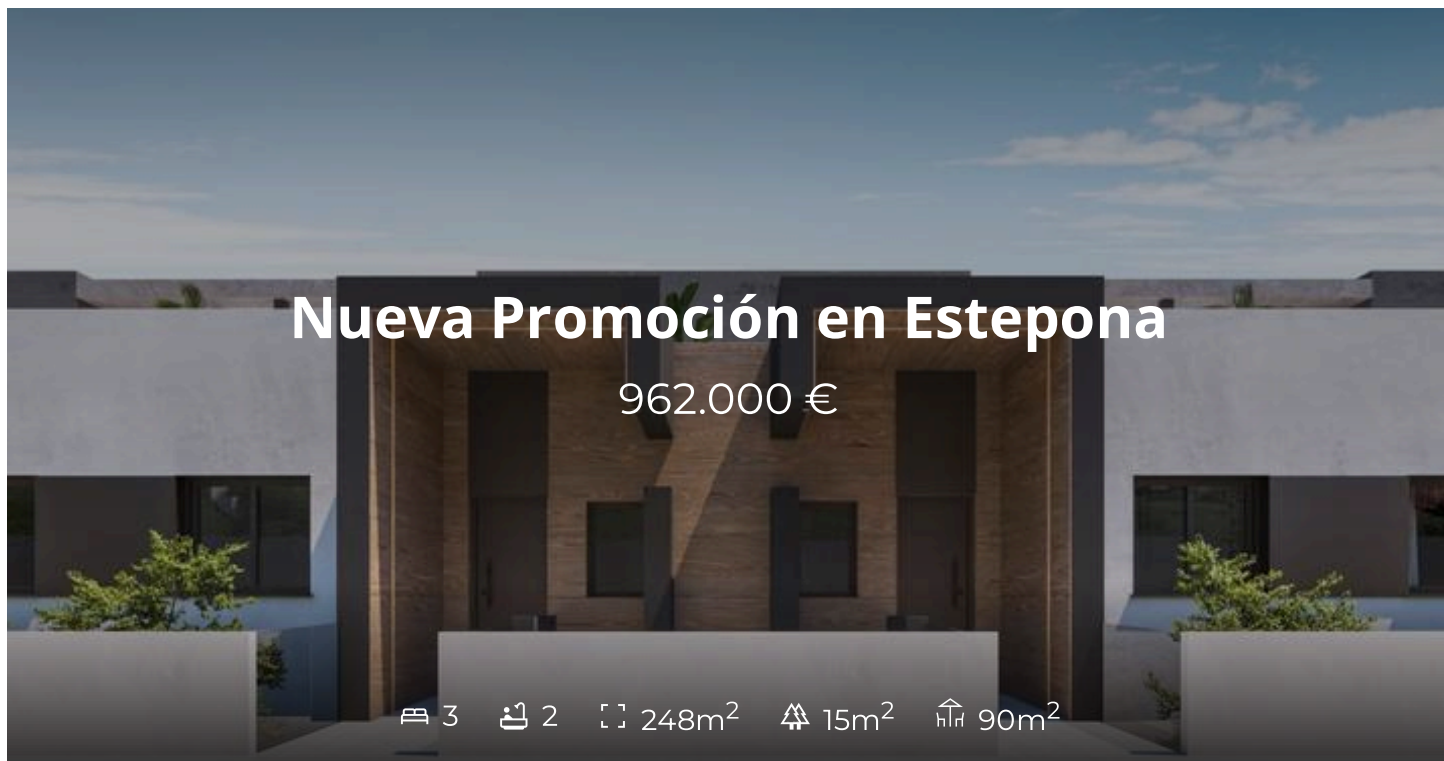 Nueva Promoción en Estepona
962.000 €
3 2 248m² 15m² 90m²